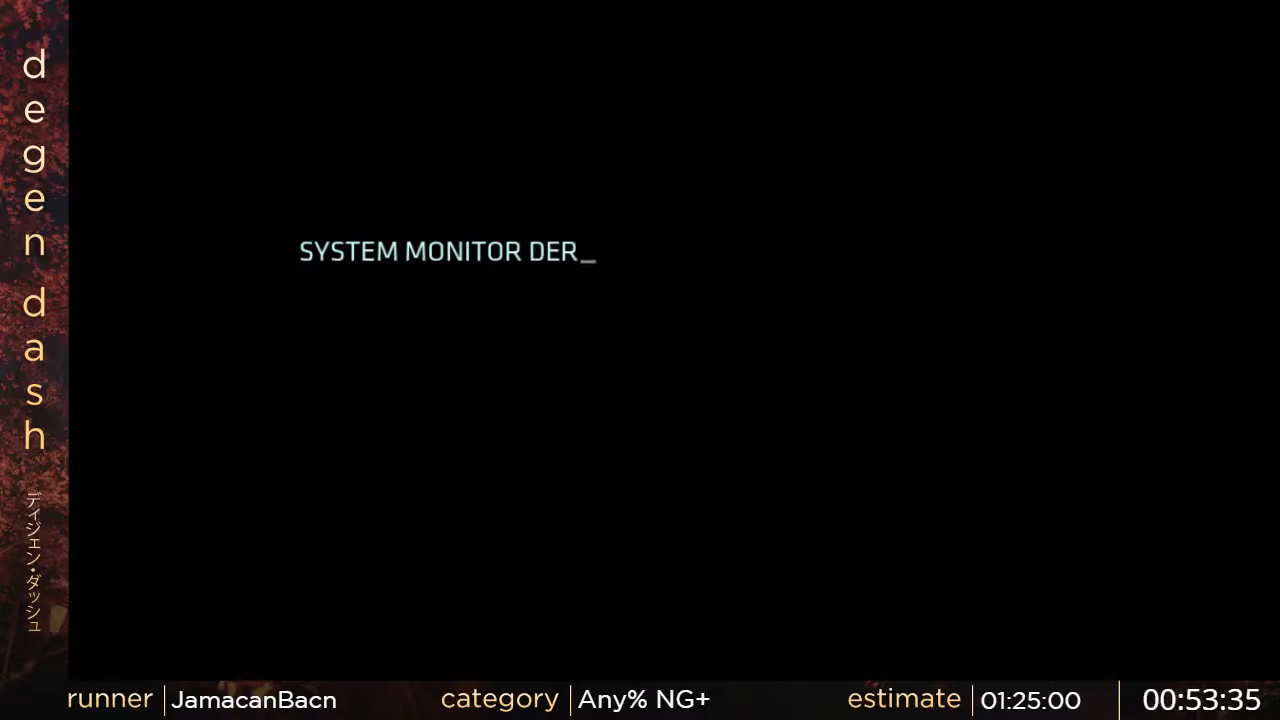 degen dash
デイジェン・ダッシュ
SYSTEM MONITOR DER_
runner JamacanBacn category Any% NG+ estimate 01:25:00 00:53:35